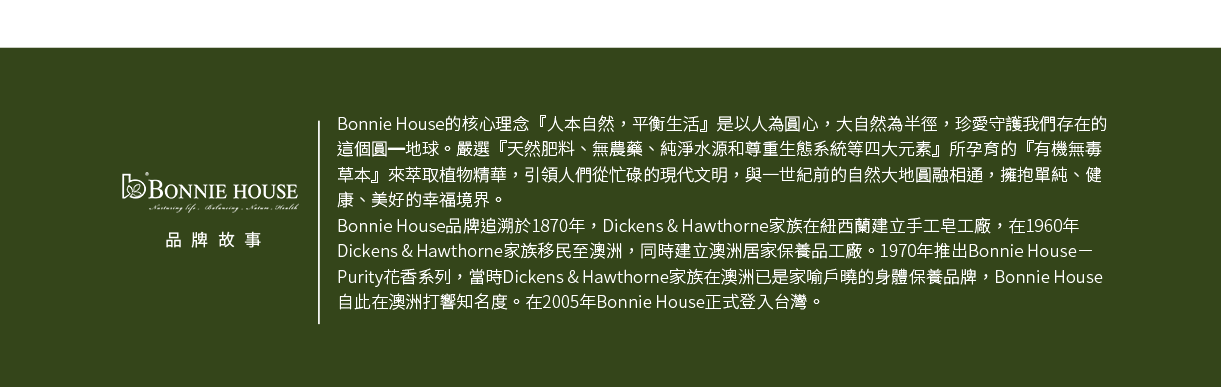 BONNIE HOUSE
Nurturing life . Balancing . Nature . Health
品牌故事
Bonnie House的核心理念『人本自然，平衡生活』是以人為圓心，大自然為半徑，珍愛守護我們存在的
這個圓━地球。嚴選『天然肥料、無農藥、純淨水源和尊重生態系統等四大元素』所孕育的『有機無毒
草本』來萃取植物精華，引領人們從忙碌的現代文明，與一世紀前的自然大地圓融相通，擁抱單純、健
康、美好的幸福境界。
Bonnie House品牌追溯於1870年，Dickens & Hawthorne家族在紐西蘭建立手工皂工廠，在1960年
Dickens & Hawthorne家族移民至澳洲，同時建立澳洲居家保養品工廠。1970年推出Bonnie House－
Purity花香系列，當時Dickens & Hawthorne家族在澳洲已是家喻戶曉的身體保養品牌，Bonnie House
自此在澳洲打響知名度。在2005年Bonnie House正式登入台灣。